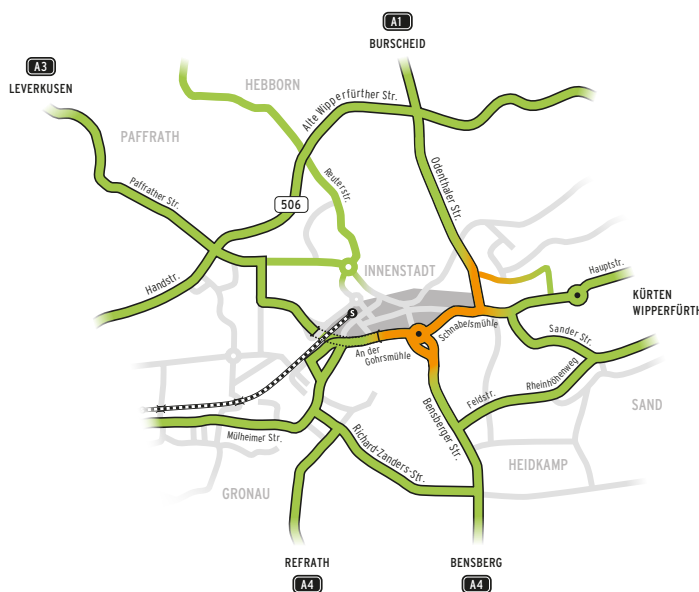 A1
BURSCHEID
A3
LEVERKUSEN
HEBBORN
Alte Wipperfürther Str.
PAFFRATH
Odenthaler Str.
Paffrather Str.
Reuterstr.
506
Handstr.
INNENSTADT
Hauptstr.
KÜRTEN
WIPPERFÜRTH
S
Schnabelsmühle
Sander Str.
An der
Gohrsmühle
Rheinhöhenweg
Feldstr.
SAND
Bensberger Str.
Mülheimer Str.
Richard-Zanders-Str.
HEIDKAMP
GRONAU
REFRATH
A4
BENSBERG
A4